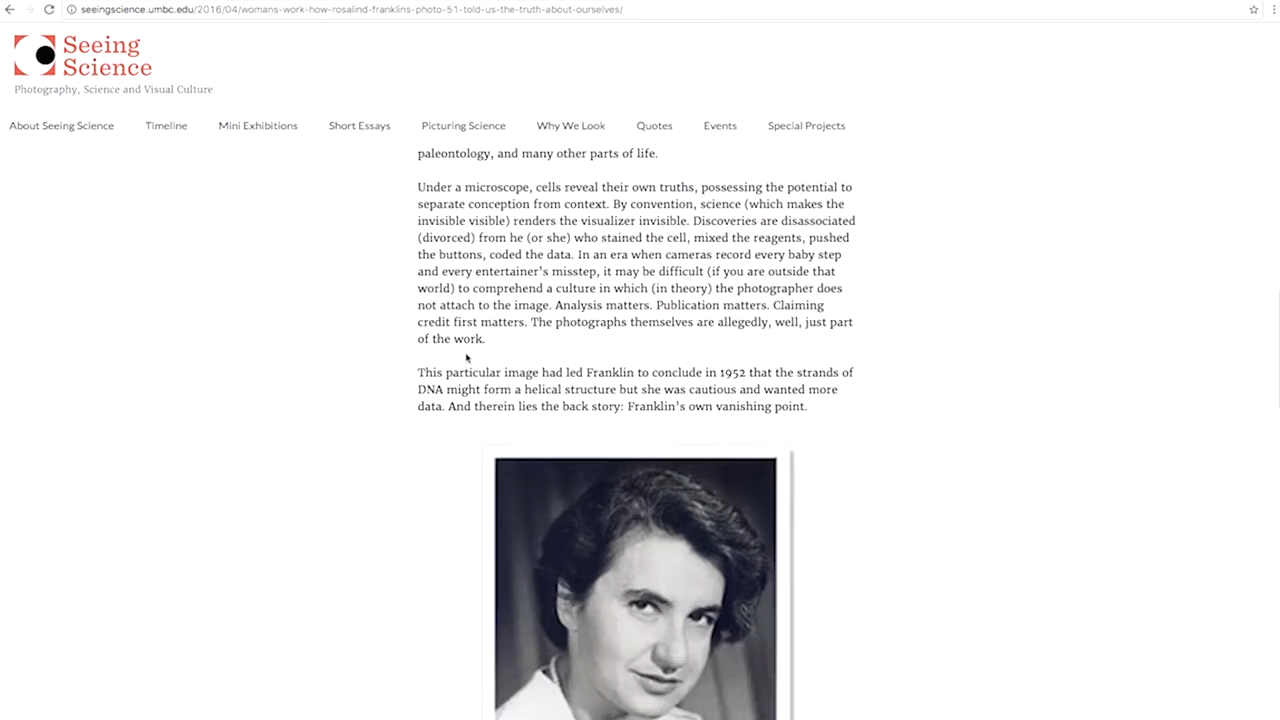 seeingscience.umbc.edu/2016/04/womans-work-how-rosalind-franklins-photo-51-told-us-the-truth-about-ourselves/
Seeing
Science
Photography, Science and Visual Culture
About Seeing Science Timeline Mini Exhibitions Short Essays Picturing Science Why We Look Quotes Events Special Projects
paleontology, and many other parts of life.
Under a microscope, cells reveal their own truths, possessing the potential to
separate conception from context. By convention, science (which makes the
invisible visible) renders the visualizer invisible. Discoveries are disassociated
(divorced) from he (or she) who stained the cell, mixed the reagents, pushed
the buttons, coded the data. In an era when cameras record every baby step
and every entertainer's misstep, it may be difficult (if you are outside that
world) to comprehend a culture in which (in theory) the photographer does
not attach to the image. Analysis matters. Publication matters. Claiming
credit first matters. The photographs themselves are allegedly, well, just part
of the work.
This particular image had led Franklin to conclude in 1952 that the strands of
DNA might form a helical structure but she was cautious and wanted more
data. And therein lies the back story: Franklin's own vanishing point.